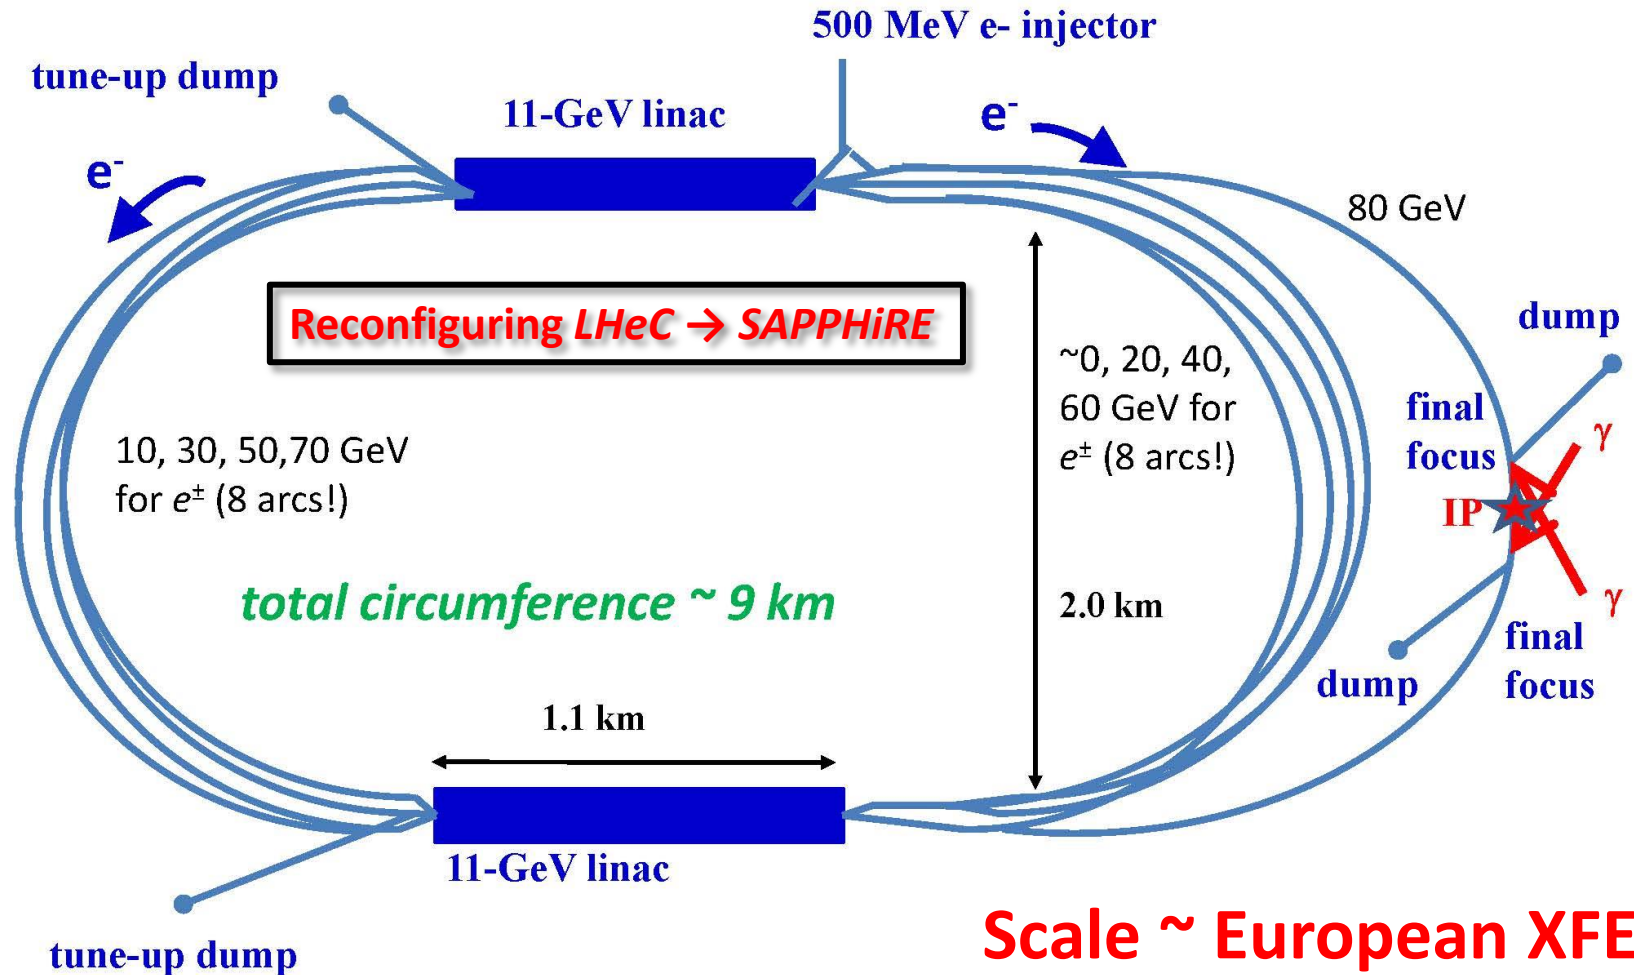 500 MeV e- injector
tune-up dump
11-GeV linac
e-
e-
80 GeV
Reconfiguring LHeC → SAPPHiRE
dump
~0, 20, 40,
60 GeV for
e± (8 arcs!)
final
focus
γ
10, 30, 50,70 GeV
for e± (8 arcs!)
IP
total circumference ~ 9 km
2.0 km
γ
final
focus
dump
1.1 km
11-GeV linac
Scale ~ European XFE
tune-up dump